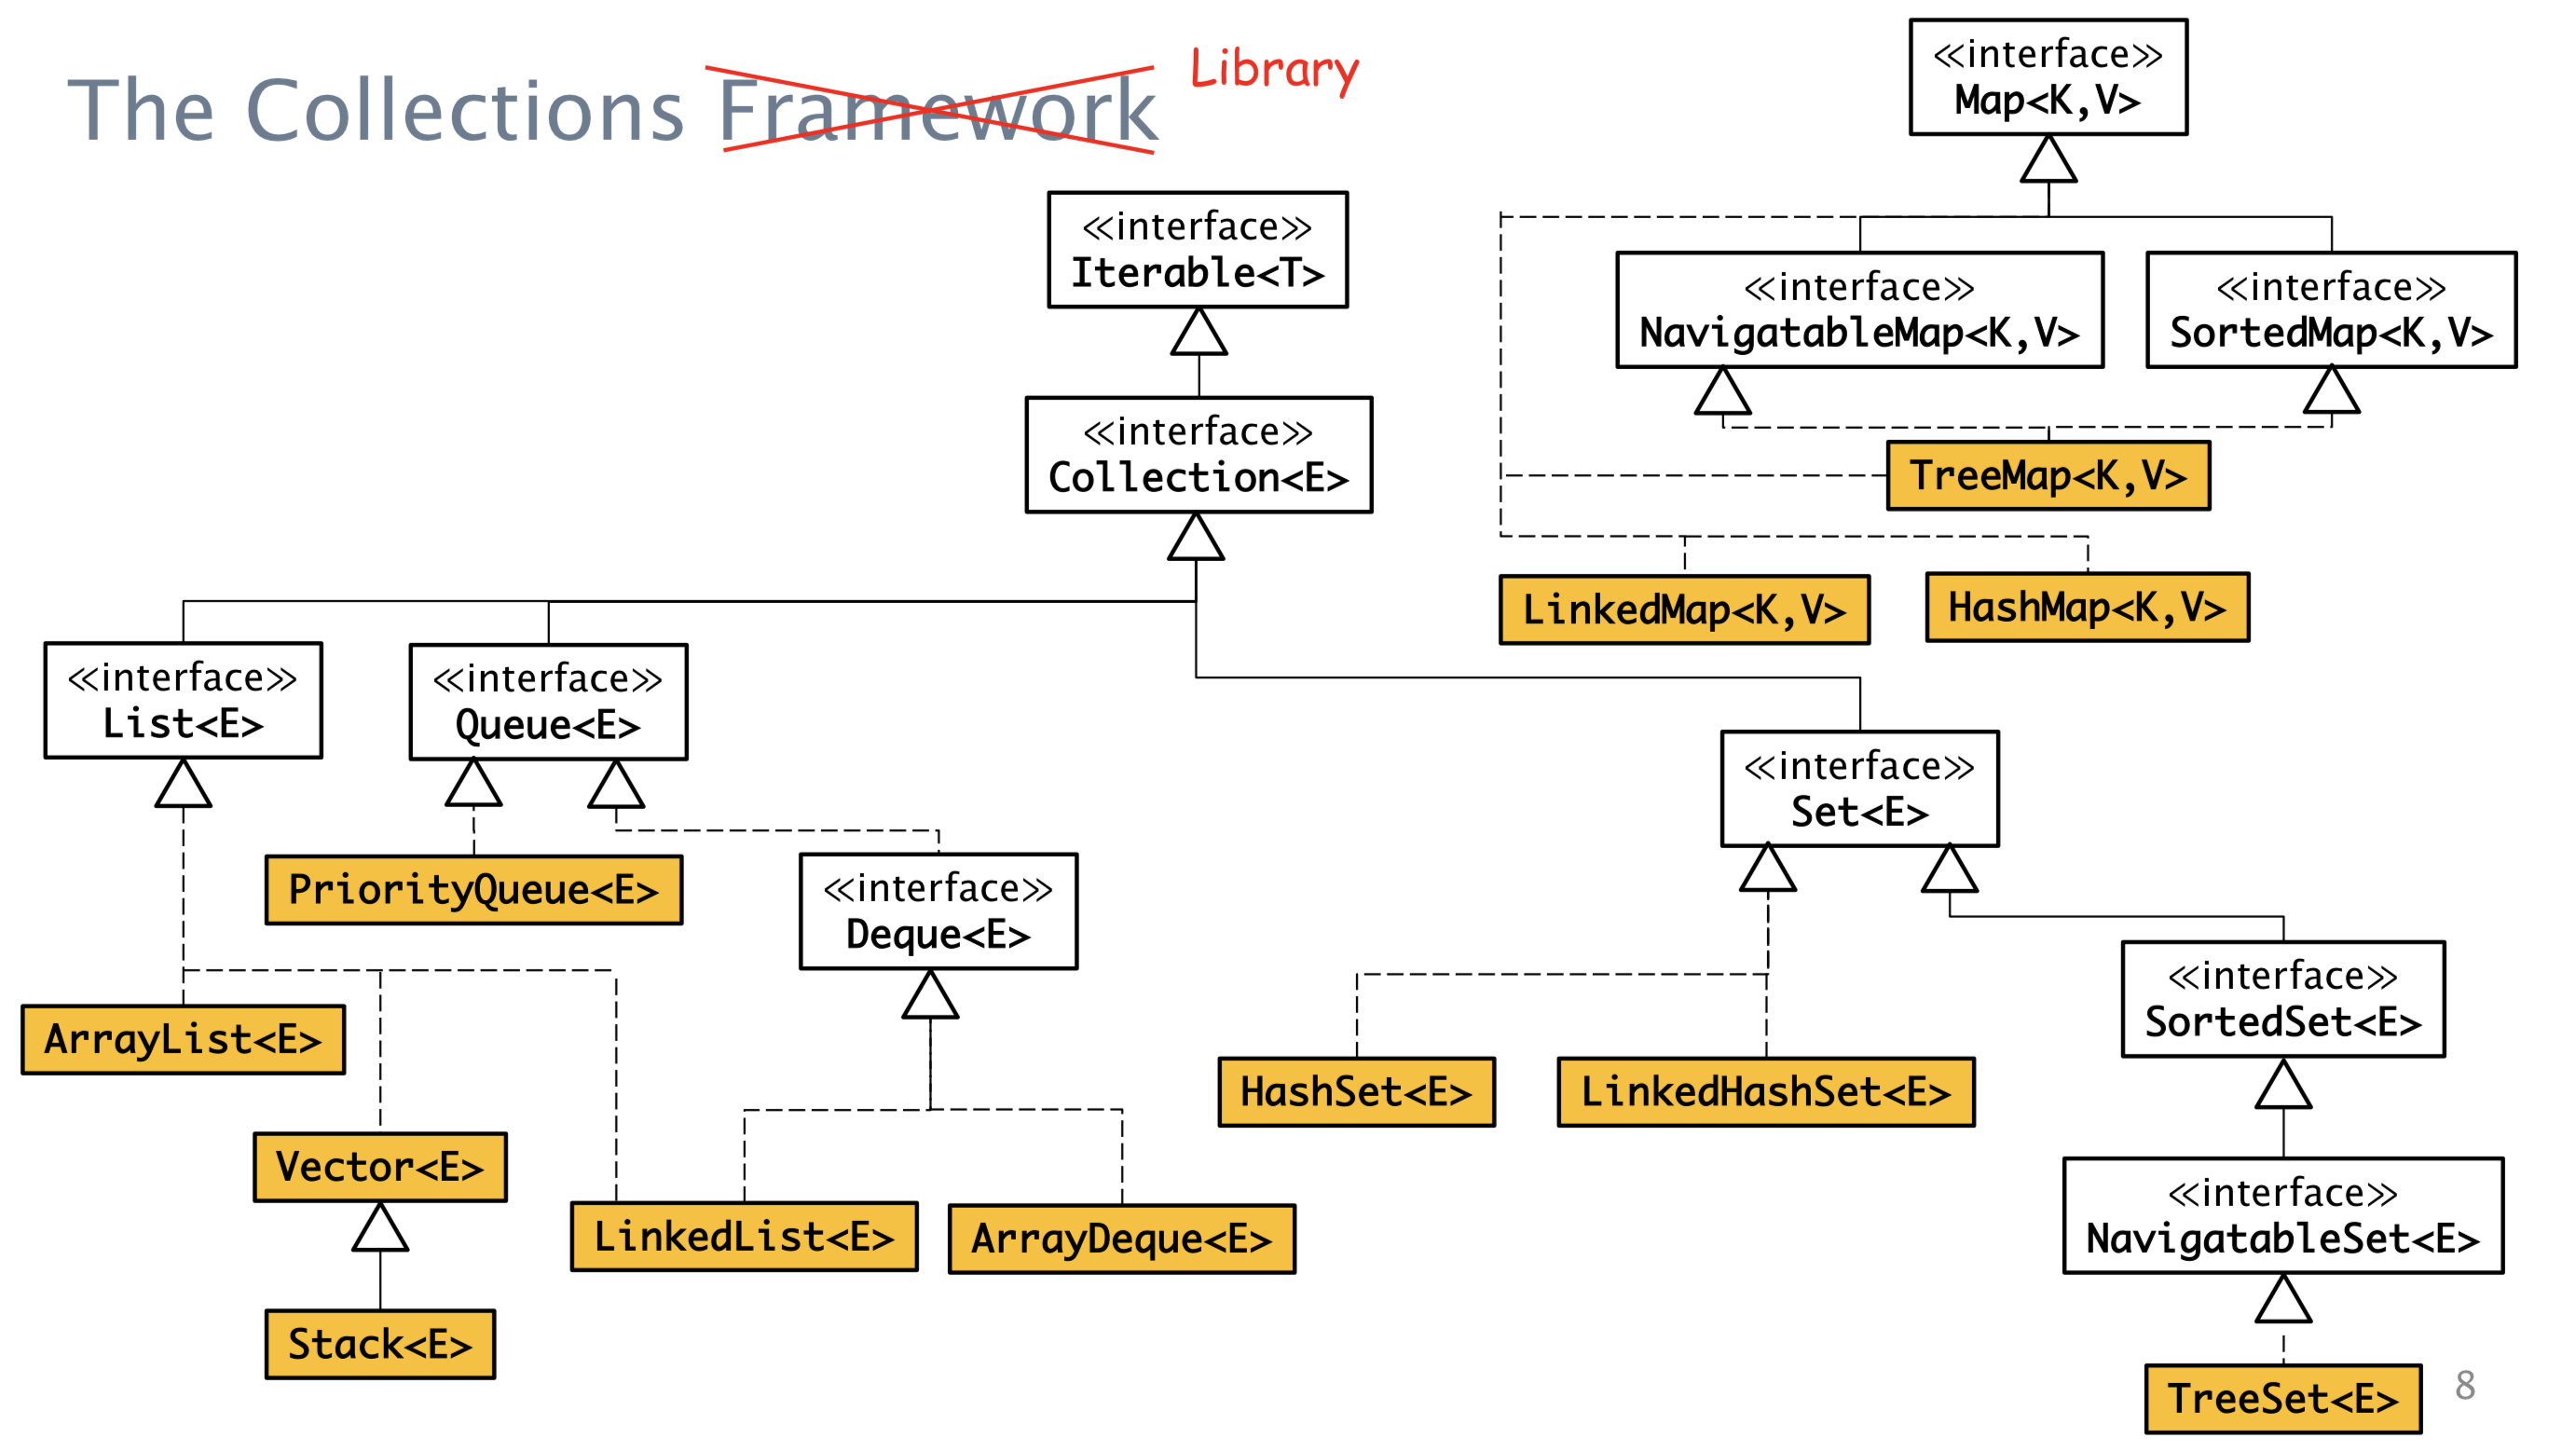 The Collections Framework Library
≪interface≫
Map<K,V>
≪interface≫
Iterable<T>
≪interface≫
NavigatableMap<K,V>
≪interface≫
SortedMap<K,V>
≪interface≫
Collection<E>
TreeMap<K,V>
LinkedMap<K,V>
HashMap<K,V>
≪interface≫
List<E>
≪interface≫
Queue<E>
≪interface≫
Set<E>
PriorityQueue<E>
≪interface≫
Deque<E>
≪interface≫
SortedSet<E>
ArrayList<E>
HashSet<E>
LinkedHashSet<E>
Vector<E>
LinkedList<E>
ArrayDeque<E>
≪interface≫
NavigatableSet<E>
Stack<E>
TreeSet<E>
8